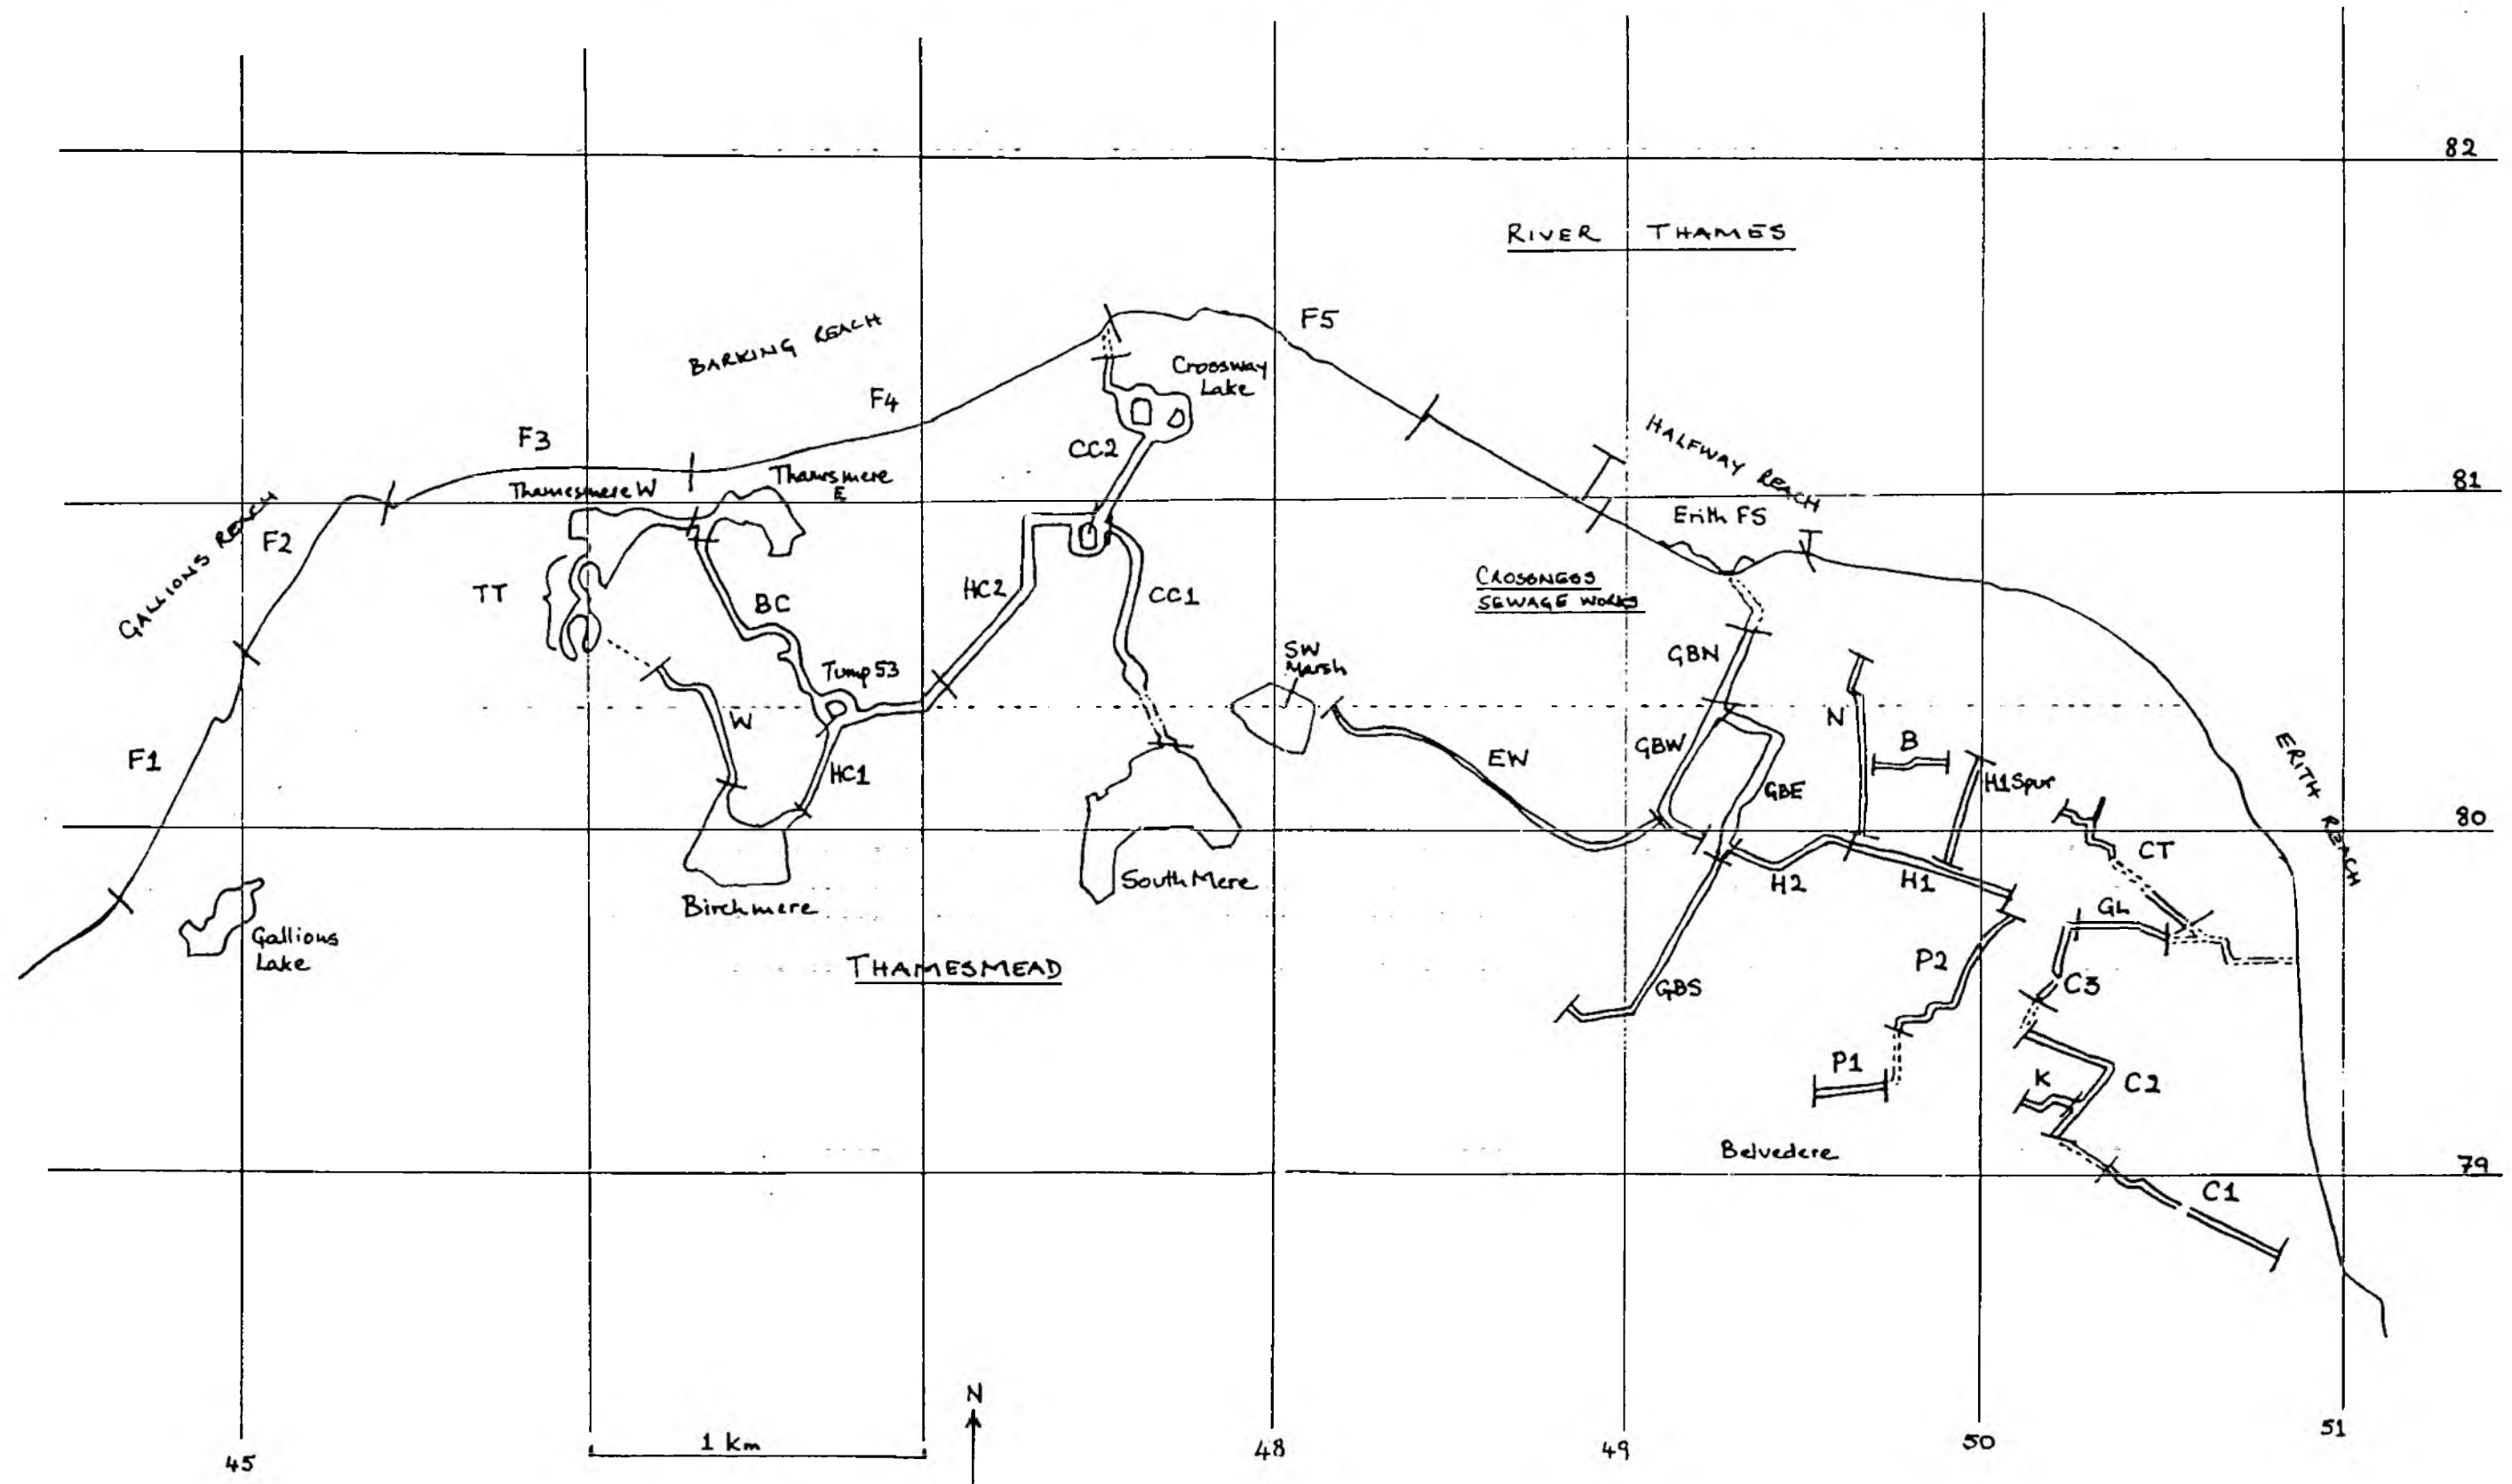 82
RIVER THAMES
BARKING REACH
F5
Crossway
Lake
F4
F3
CC2
HALFWAY REACH
Thamesmere W
Thamesmere
E
81
GALLIONS REACH
F2
Erith FS
TT
BC
HC2
CC1
CROSSNESS
SEWAGE WORKS
SW
Marsh
GBN
Tump 53
W
N
B
GBW
EW
ERITH REACH
F1
HC1
GBE
H1 Spur
80
CT
South Mere
H2
H1
Birchmere
GL
Gallions
Lake
THAMESMEAD
P2
GBS
C3
P1
K
C2
Belvedere
79
C1
N
1 km
45
48
49
50
51